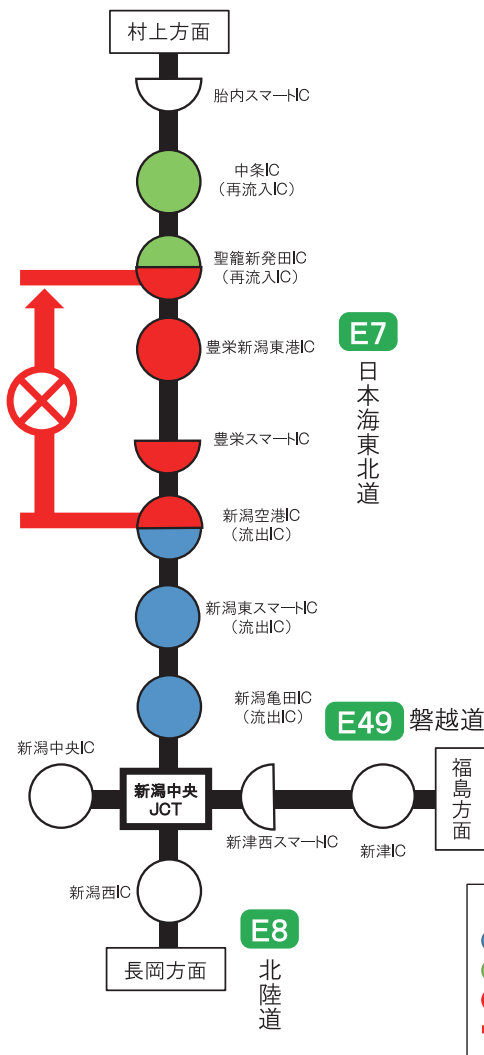 村上方面
胎内スマートIC
中条IC
（再流入IC）
聖籠新発田IC
（再流入IC）
豊栄新潟東港IC
E7
日本海東北道
豊栄スマートIC
新潟空港IC
（流出IC）
新潟東スマートIC
（流出IC）
新潟亀田IC
（流出IC）
E49 磐越道
新潟中央IC
新潟中央
JCT
福島方面
新津西スマートIC
新津IC
新潟西IC
E8
北陸道
長岡方面